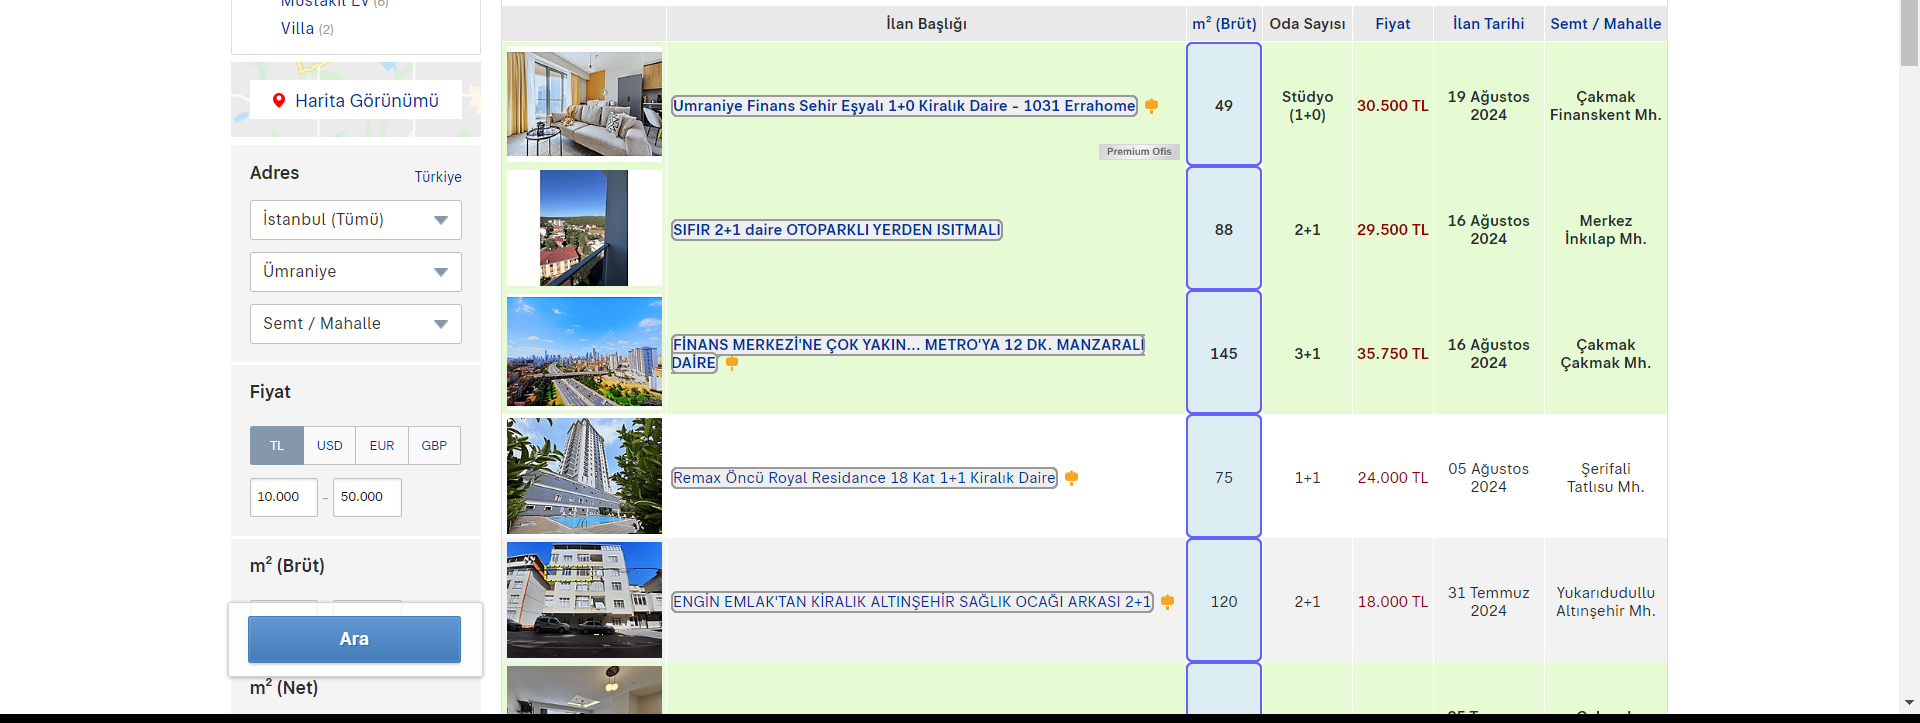 Villa (2)
Harita Görünümü
Adres
Türkiye
İstanbul (Tümü)
Ümraniye
Semt / Mahalle
Fiyat
TL USD EUR GBP
10.000 – 50.000
m² (Brüt)
Ara
m² (Net)
İlan Başlığı m² (Brüt) Oda Sayısı Fiyat İlan Tarihi Semt / Mahalle
Umraniye Finans Sehir Eşyalı 1+0 Kiralık Daire - 1031 Errahome
Premium Ofis
49
Stüdyo
(1+0)
30.500 TL
19 Ağustos
2024
Çakmak
Finanskent Mh.
SIFIR 2+1 daire OTOPARKLI YERDEN ISITMALI
88
2+1
29.500 TL
16 Ağustos
2024
Merkez
İnkılap Mh.
FİNANS MERKEZİ'NE ÇOK YAKIN... METRO'YA 12 DK. MANZARALI
DAİRE
145
3+1
35.750 TL
16 Ağustos
2024
Çakmak
Çakmak Mh.
Remax Öncü Royal Residance 18 Kat 1+1 Kiralık Daire
75
1+1
24.000 TL
05 Ağustos
2024
Şerifali
Tatlısu Mh.
ENGİN EMLAK'TAN KİRALIK ALTINŞEHİR SAĞLIK OCAĞI ARKASI 2+1
120
2+1
18.000 TL
31 Temmuz
2024
Yukarıdudullu
Altınşehir Mh.